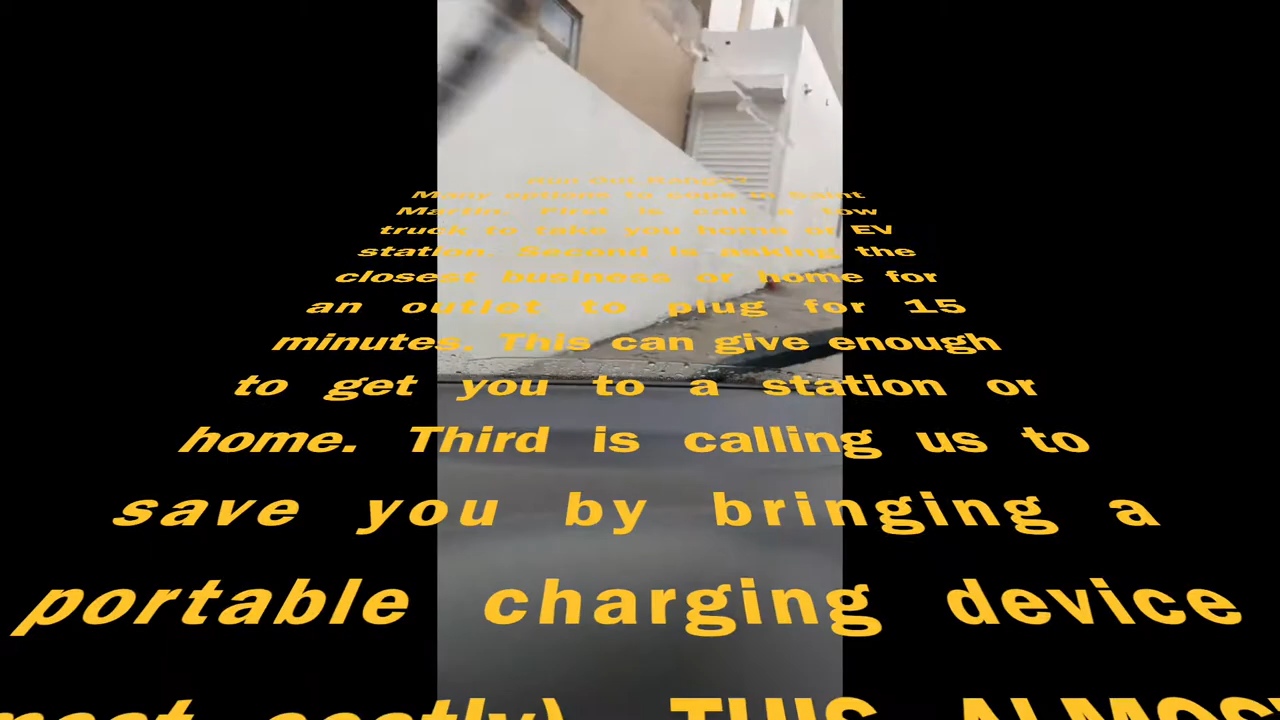 Run Out Range?
Many options to cope in Saint
Martin. First is call a tow
truck to take you home or EV
station. Second is asking the
closest business or home for
an outlet to plug for 15
minutes. This can give enough
to get you to a station or
home. Third is calling us to
save you by bringing a
portable charging device
costly). THIS ALMOS